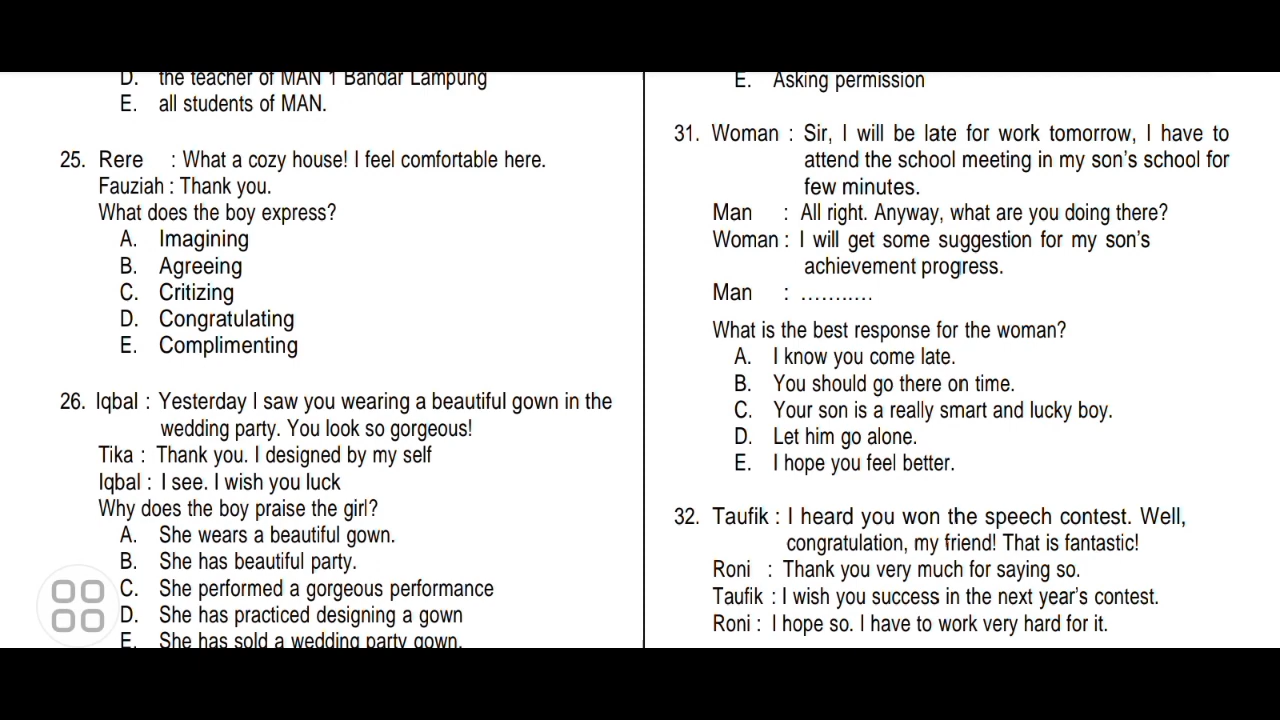 D. the teacher of MAN 1 Bandar Lampung
E. all students of MAN.
25. Rere : What a cozy house! I feel comfortable here.
Fauziah : Thank you.
What does the boy express?
A. Imagining
B. Agreeing
C. Critizing
D. Congratulating
E. Complimenting
26. Iqbal : Yesterday I saw you wearing a beautiful gown in the
wedding party. You look so gorgeous!
Tika : Thank you. I designed by my self
Iqbal : I see. I wish you luck
Why does the boy praise the girl?
A. She wears a beautiful gown.
B. She has beautiful party.
C. She performed a gorgeous performance
D. She has practiced designing a gown
E. She has sold a wedding party gown.
E. Asking permission
31. Woman : Sir, I will be late for work tomorrow, I have to
attend the school meeting in my son's school for
few minutes.
Man : All right. Anyway, what are you doing there?
Woman : I will get some suggestion for my son's
achievement progress.
Man : ...........
What is the best response for the woman?
A. I know you come late.
B. You should go there on time.
C. Your son is a really smart and lucky boy.
D. Let him go alone.
E. I hope you feel better.
32. Taufik : I heard you won the speech contest. Well,
congratulation, my friend! That is fantastic!
Roni : Thank you very much for saying so.
Taufik : I wish you success in the next year's contest.
Roni : I hope so. I have to work very hard for it.